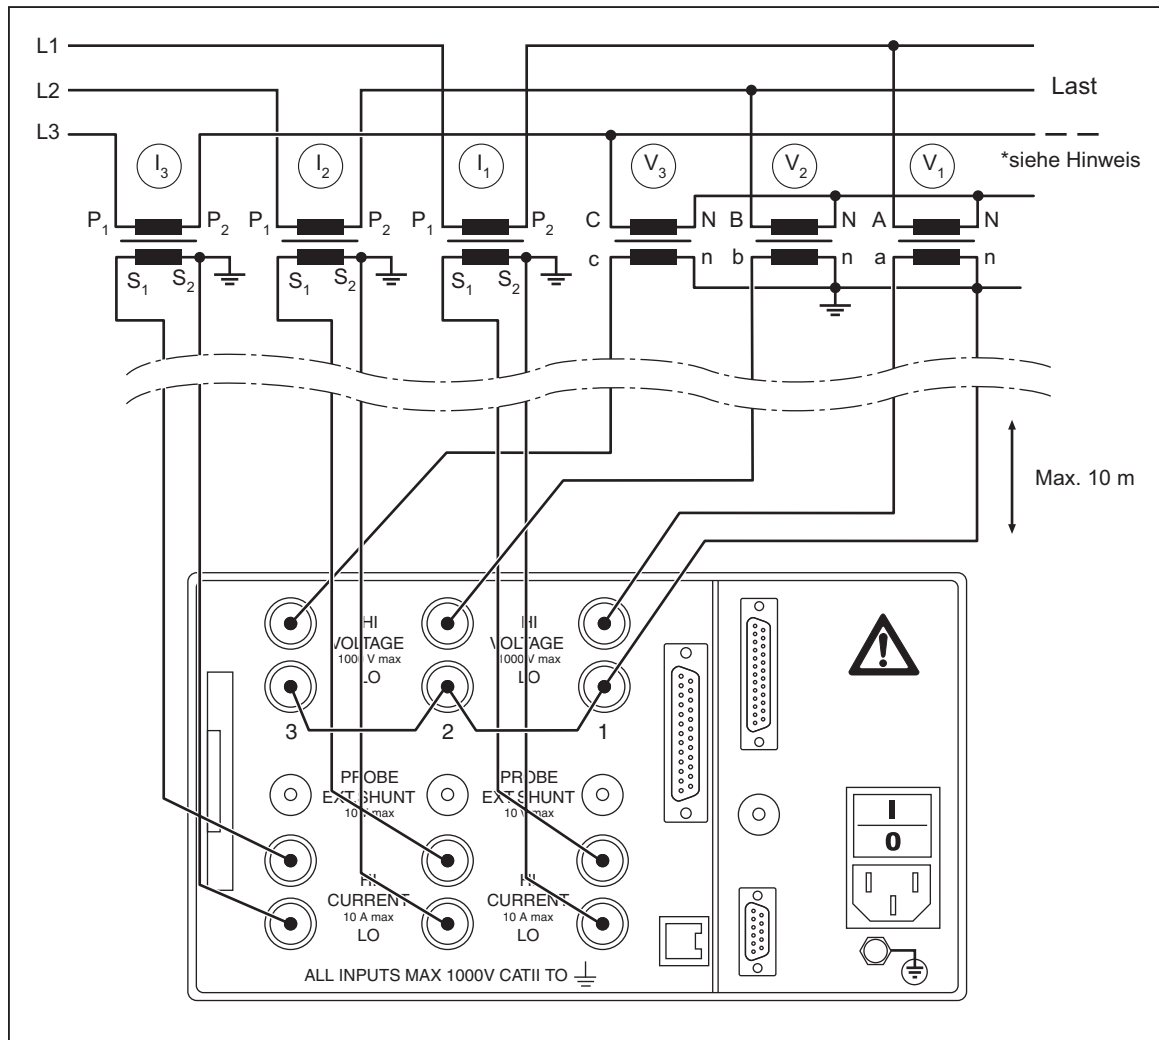 L1
L2
Last
L3
I3 I2 I1 V3 V2 V1
*siehe Hinweis
P1 P2 P1 P2 P1 P2 C N B N A N
S1 S2 S1 S2 S1 S2 c n b n a n
Max. 10 m
HI HI
VOLTAGE VOLTAGE
1000 V max 1000 V max
LO LO
3 2 1
PROBE PROBE
EXT.SHUNT EXT.SHUNT
10 V max 10 V max
I
0
HI HI
CURRENT CURRENT
10 A max 10 A max
LO LO
ALL INPUTS MAX 1000V CATII TO